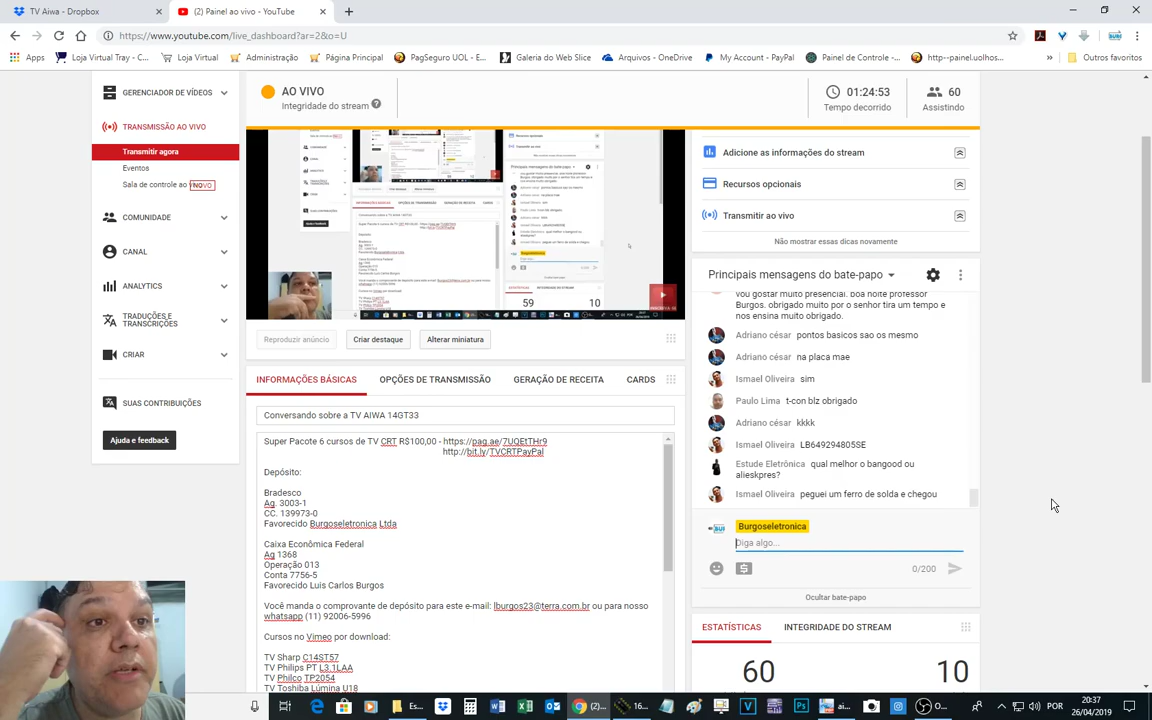 TV Aiwa - Dropbox
(2) Painel ao vivo - YouTube
https://www.youtube.com/live_dashboard?ar=2&o=U
Apps
Loja Virtual Tray - C...
Loja Virtual
Administração
Página Principal
PagSeguro UOL - E...
Galeria do Web Slice
Arquivos - OneDrive
My Account - PayPal
Painel de Controle -...
http--painel.uolhos...
»
Outros favoritos
GERENCIADOR DE VÍDEOS
TRANSMISSÃO AO VIVO
Transmitir agora
Eventos
Sala de controle ao vivo NOVO
COMUNIDADE
CANAL
ANALYTICS
TRADUÇÕES E
TRANSCRIÇÕES
CRIAR
SUAS CONTRIBUIÇÕES
Ajuda e feedback
AO VIVO
Integridade do stream
01:24:53
Tempo decorrido
60
Assistindo
59
10
Reproduzir anúncio
Criar destaque
Alterar miniatura
INFORMAÇÕES BÁSICAS
OPÇÕES DE TRANSMISSÃO
GERAÇÃO DE RECEITA
CARDS
Conversando sobre a TV AIWA 14GT33
Super Pacote 6 cursos de TV CRT R$100,00 - https://pag.ae/7UQEtTHr9
http://bit.ly/TVCRTPayPal
Depósito:
Bradesco
Ag. 3003-1
CC. 139973-0
Favorecido Burgoseletronica Ltda
Caixa Econômica Federal
Ag 1368
Operação 013
Conta 7756-5
Favorecido Luis Carlos Burgos
Você manda o comprovante de depósito para este e-mail: lburgos23@terra.com.br ou para nosso
whatsapp (11) 92006-5996
Cursos no Vimeo por download:
TV Sharp C14ST57
TV Philips PT L3.1LAA
TV Philco TP2054
TV Toshiba Lúmina U18
Adicione as informações do stream
Recursos opcionais
Transmitir ao vivo
Não mostrar essas dicas novamente
Principais mensagens do bate-papo
vou gostar muito presencial. boa noite professor
Burgos. obrigado muito por o senhor tira um tempo e
nos ensina muito obrigado.
Adriano césar pontos basicos sao os mesmo
Adriano césar na placa mae
Ismael Oliveira sim
Paulo Lima t-con blz obrigado
Adriano césar kkkk
Ismael Oliveira LB649294805SE
Estude Eletrônica qual melhor o bangood ou
alieskpres?
Ismael Oliveira peguei um ferro de solda e chegou
Burgoseletronica
Diga algo...
0/200
Ocultar bate-papo
ESTATÍSTICAS
INTEGRIDADE DO STREAM
60
10
Es...
(2)...
16...
ai...
O...
POR
20:37
26/04/2019